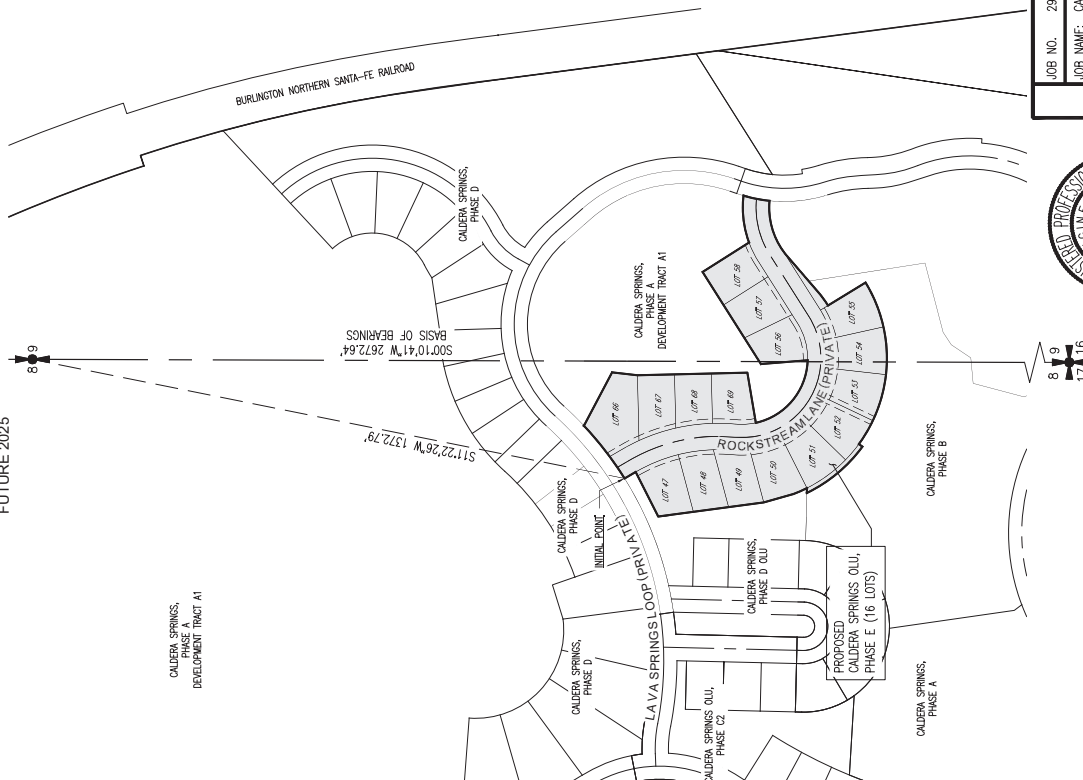 JOB NO. 29
JOB NAME: CA
BURLINGTON NORTHERN SANTA-FE RAILROAD
CALDERA SPRINGS,
PHASE D
CALDERA SPRINGS,
PHASE A
DEVELOPMENT TRACT A1
8 9
S00°10'41"W 2672.64'
BASIS OF BEARINGS
S11°22'26"W 1372.79'
FUTURE 2025
LOT 58
LOT 57
LOT 56
LOT 55
LOT 54
LOT 53
LOT 52
LOT 51
LOT 50
LOT 49
LOT 48
LOT 47
LOT 66
LOT 67
LOT 68
LOT 69
ROCKSTREAM LANE (PRIVATE)
8 9
17 16
CALDERA SPRINGS,
PHASE B
CALDERA SPRINGS,
PHASE D
INITIAL POINT
LAVA SPRINGS LOOP (PRIVATE)
CALDERA SPRINGS,
PHASE D OLU
PROPOSED
CALDERA SPRINGS OLU,
PHASE E (16 LOTS)
CALDERA SPRINGS,
PHASE A
DEVELOPMENT TRACT A1
CALDERA SPRINGS,
PHASE D
CALDERA SPRINGS OLU,
PHASE C2
CALDERA SPRINGS,
PHASE A